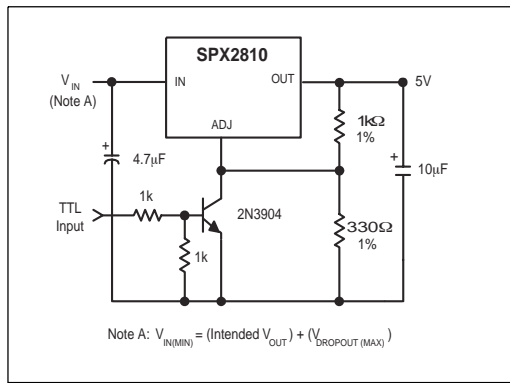 SPX2810
V IN
(Note A)
IN
OUT
5V
ADJ
1kΩ
1%
+
4.7μF
+
10μF
TTL
Input
1k
2N3904
330Ω
1%
1k
Note A: V IN(MIN) = (Intended V OUT ) + (V DROPOUT (MAX) )